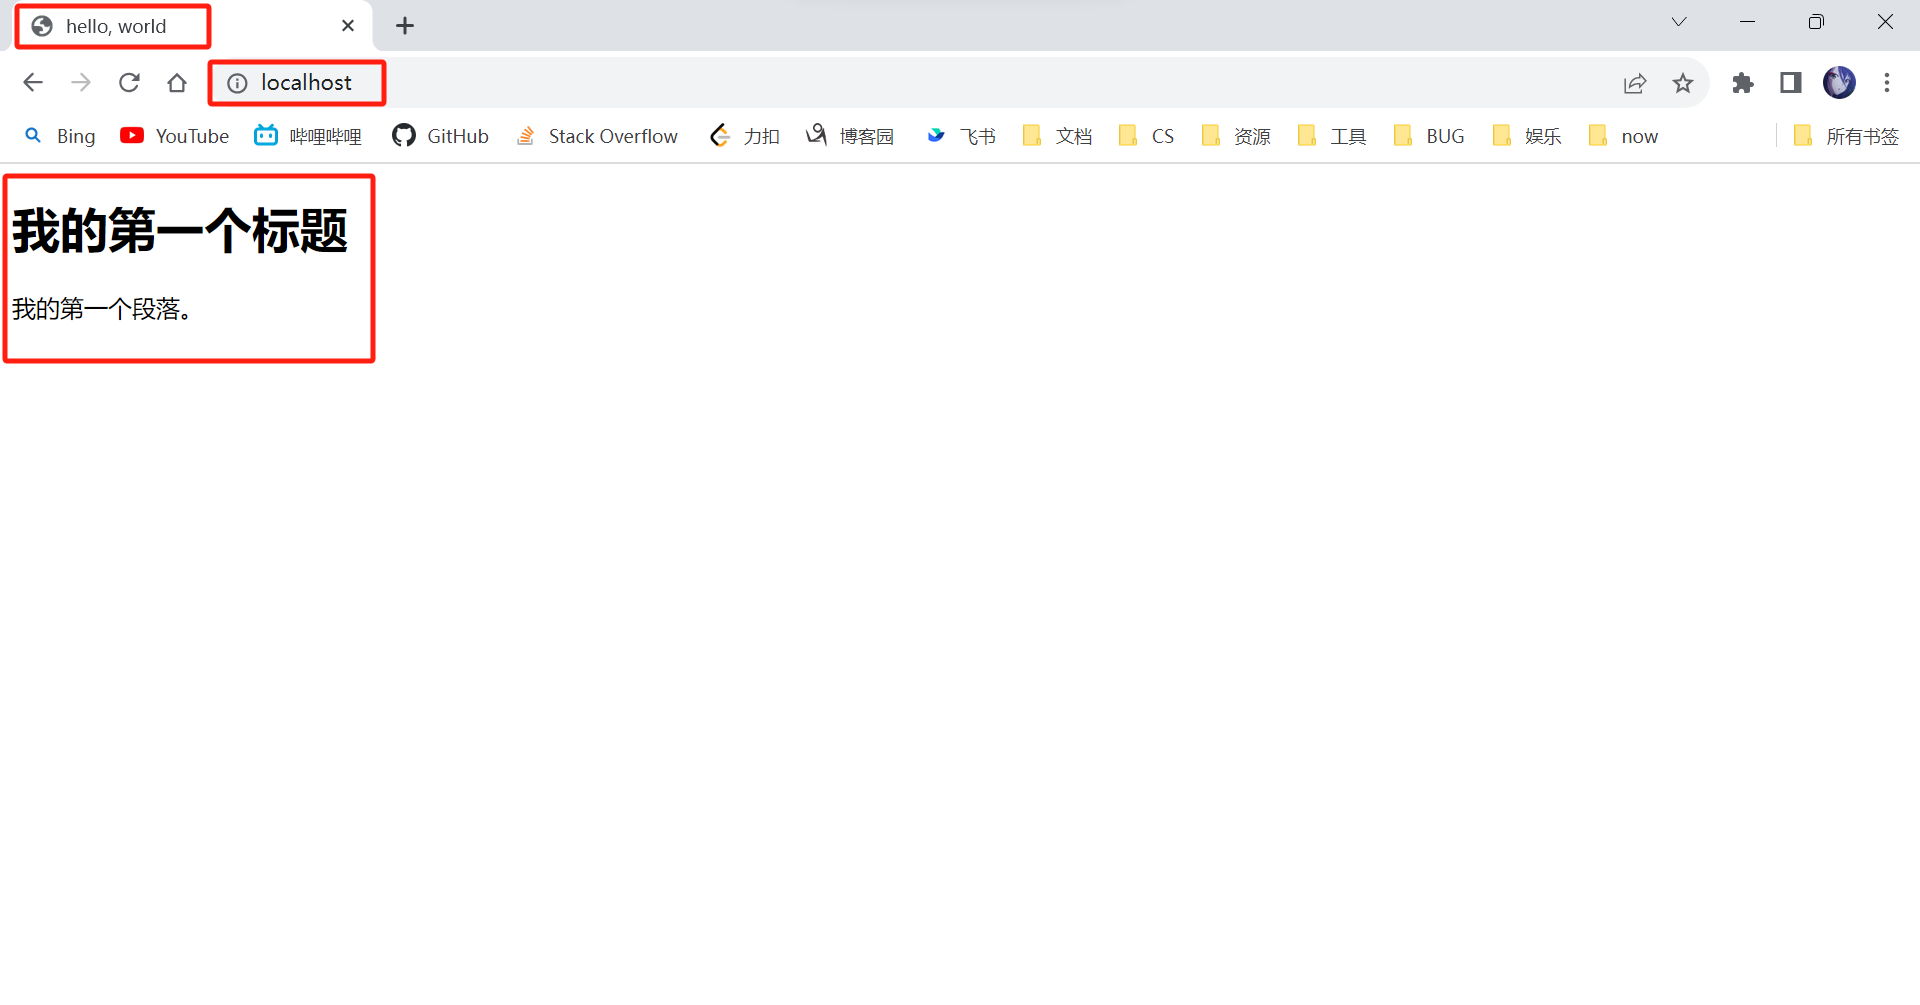 hello, world
localhost
Bing YouTube 哔哩哔哩 GitHub Stack Overflow 力扣 博客园 飞书 文档 CS 资源 工具 BUG 娱乐 now 所有书签
我的第一个标题
我的第一个段落。